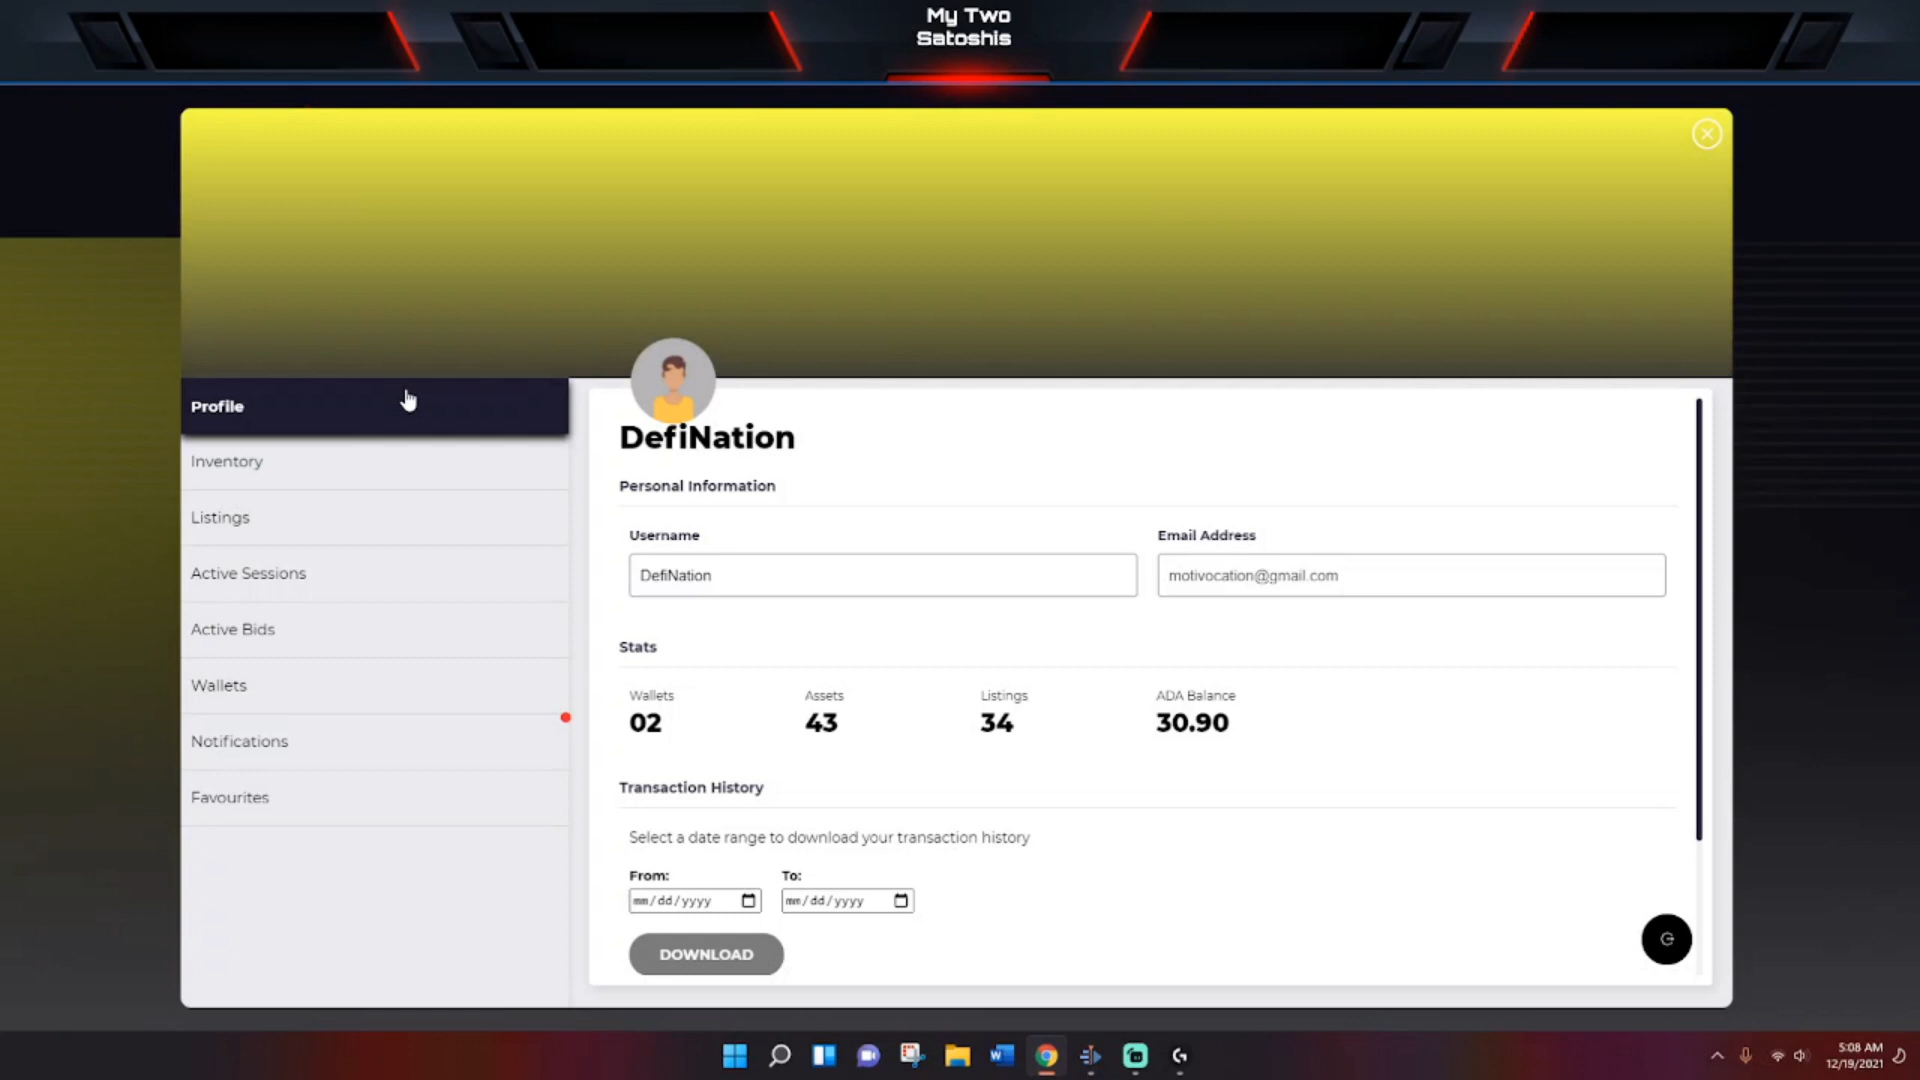 My Two
Satoshis
Profile
Inventory
Listings
Active Sessions
Active Bids
Wallets
Notifications
Favourites
DefiNation
Personal Information
Username
Email Address
DefiNation
motivocation@gmail.com
Stats
Wallets
Assets
Listings
ADA Balance
02
43
34
30.90
Transaction History
Select a date range to download your transaction history
From:
To:
mm/dd/yyyy
mm/dd/yyyy
DOWNLOAD
5:08 AM
12/19/2021